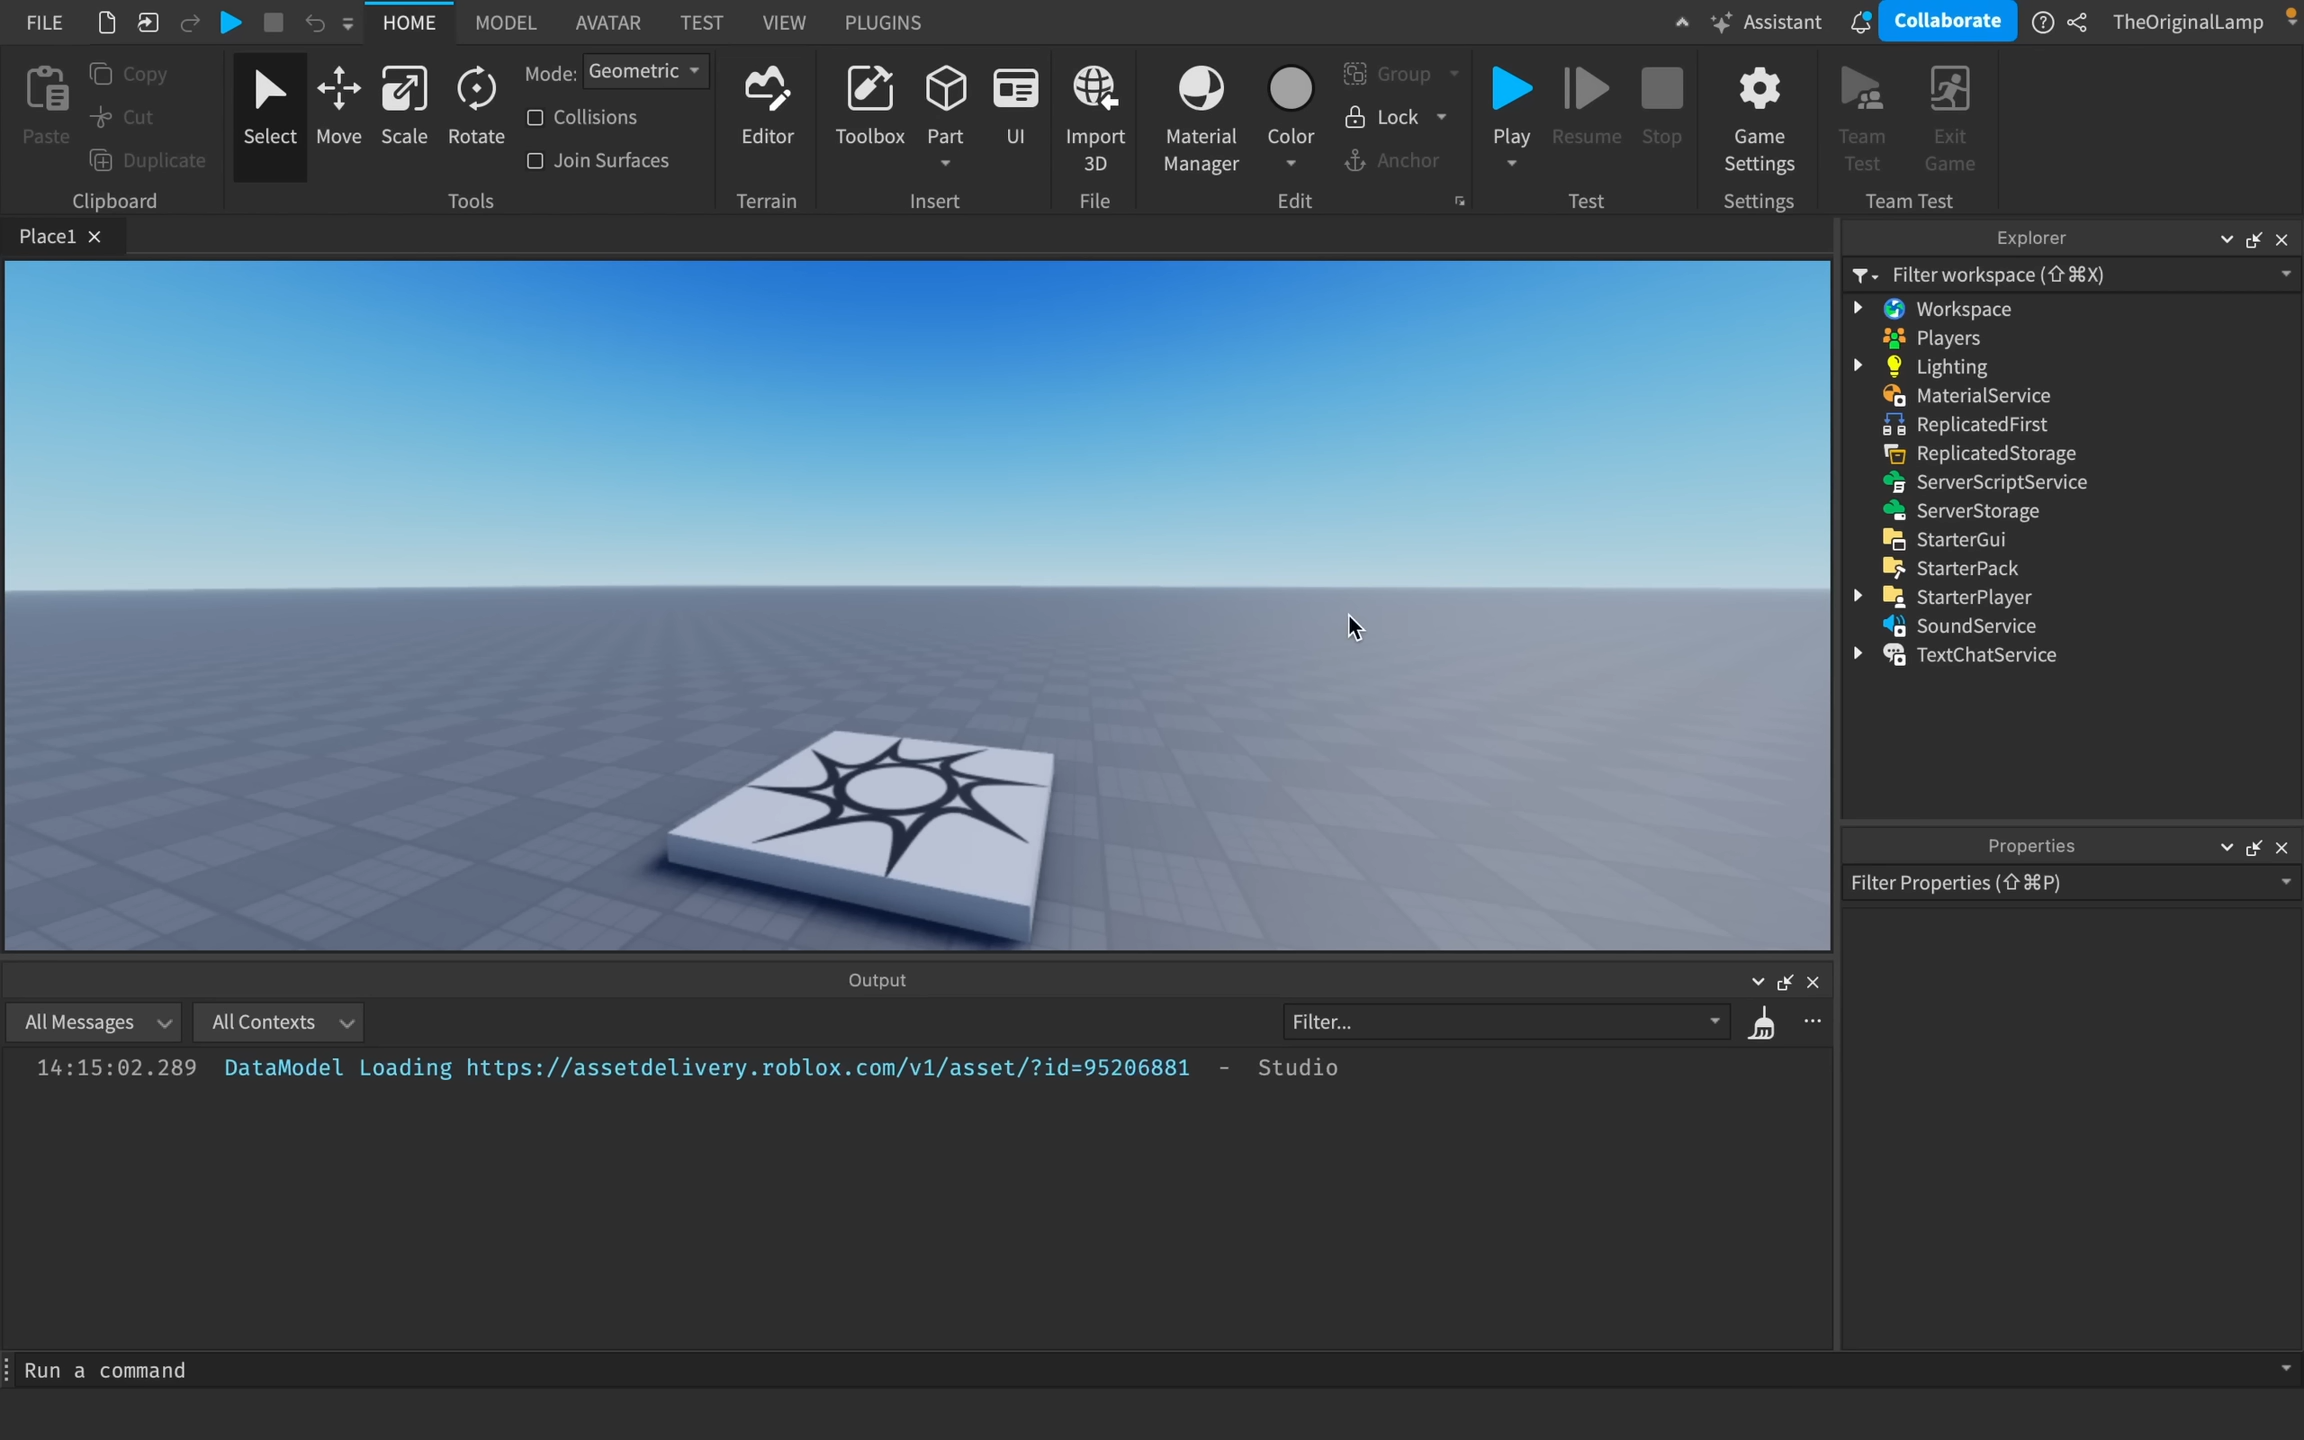 FILE HOME MODEL AVATAR TEST VIEW PLUGINS Assistant Collaborate TheOriginalLamp
Paste
Copy
Cut
Duplicate
Clipboard
Select Move Scale Rotate
Mode: Geometric
Collisions
Join Surfaces
Tools
Editor
Terrain
Toolbox Part UI
Insert
Import
3D
File
Material
Manager
Color
Group
Lock
Anchor
Edit
Play Resume Stop
Test
Game
Settings
Settings
Team
Test
Exit
Game
Team Test
Place1
Explorer
Filter workspace (⇧⌘X)
Workspace
Players
Lighting
MaterialService
ReplicatedFirst
ReplicatedStorage
ServerScriptService
ServerStorage
StarterGui
StarterPack
StarterPlayer
SoundService
TextChatService
Properties
Filter Properties (⇧⌘P)
Output
All Messages All Contexts Filter...
14:15:02.289 DataModel Loading https://assetdelivery.roblox.com/v1/asset/?id=95206881 - Studio
Run a command